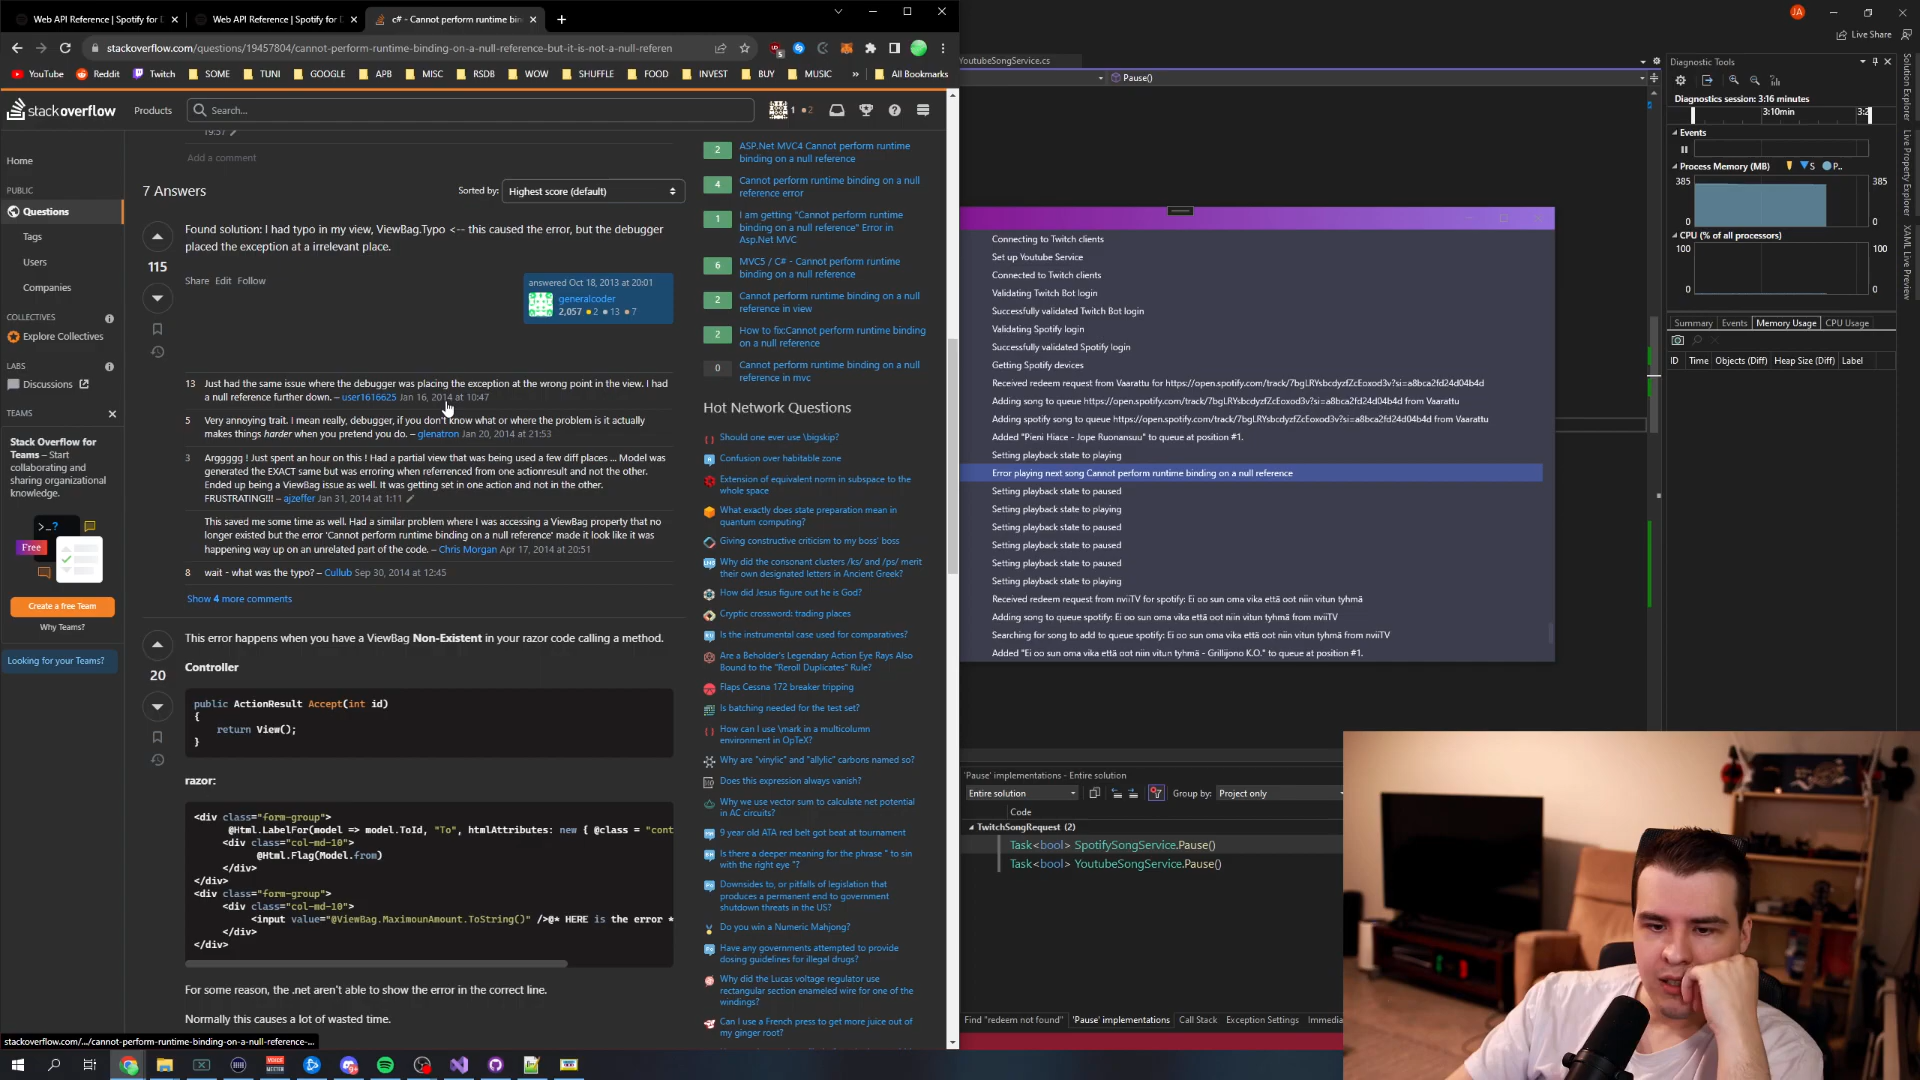 Web API Reference | Spotify for D
Web API Reference | Spotify for D
c# - Cannot perform runtime bin
stackoverflow.com/questions/19457804/cannot-perform-runtime-binding-on-a-null-reference-but-it-is-not-a-null-referen
YouTube Reddit Twitch SOME TUNI GOOGLE APB MISC RSDB WOW SHUFFLE FOOD INVEST BUY MUSIC » All Bookmarks
stackoverflow Products Search... 1 2
Home
PUBLIC
Questions
Tags
Users
Companies
COLLECTIVES
Explore Collectives
LABS
Discussions
TEAMS
Stack Overflow for
Teams – Start
collaborating and
sharing organizational
knowledge.
Free
Create a free Team
Why Teams?
Looking for your Teams?
19:57
Add a comment
7 Answers
Sorted by: Highest score (default)
115
Found solution: I had typo in my view, ViewBag.Typo <-- this caused the error, but the debugger
placed the exception at a irrelevant place.
Share Edit Follow
answered Oct 18, 2013 at 20:01
generalcoder
2,057 2 13 7
13 Just had the same issue where the debugger was placing the exception at the wrong point in the view. I had
a null reference further down. – user1616625 Jan 16, 2014 at 10:47
5 Very annoying trait. I mean really, debugger, if you don't know what or where the problem is it actually
makes things harder when you pretend you do. – glenatron Jan 20, 2014 at 21:53
3 Arggggg ! Just spent an hour on this ! Had a partial view that was being used a few diff places ... Model was
generated the EXACT same but was erroring when referrenced from one actionresult and not the other.
Ended up being a ViewBag issue as well. It was getting set in one action and not in the other.
FRUSTRATING!!! – ajzeffer Jan 31, 2014 at 1:11
This saved me some time as well. Had a similar problem where I was accessing a ViewBag property that no
longer existed but the error 'Cannot perform runtime binding on a null reference' made it look like it was
happening way up on an unrelated part of the code. – Chris Morgan Apr 17, 2014 at 20:51
8 wait - what was the typo? – Cullub Sep 30, 2014 at 12:45
Show 4 more comments
20
This error happens when you have a ViewBag Non-Existent in your razor code calling a method.
Controller
public ActionResult Accept(int id)
{
return View();
}
razor:
<div class="form-group">
@Html.LabelFor(model => model.ToId, "To", htmlAttributes: new { @class = "cont
<div class="col-md-10">
@Html.Flag(Model.from)
</div>
</div>
<div class="form-group">
<div class="col-md-10">
<input value="@ViewBag.MaximounAmount.ToString()" />@* HERE is the error *
</div>
</div>
For some reason, the .net aren't able to show the error in the correct line.
Normally this causes a lot of wasted time.
stackoverflow.com/.../cannot-perform-runtime-binding-on-a-null-reference-...
2 ASP.Net MVC4 Cannot perform runtime
binding on a null reference
4 Cannot perform runtime binding on a null
reference error
1 I am getting "Cannot perform runtime
binding on a null reference" Error in
Asp.Net MVC
6 MVC5 / C# - Cannot perform runtime
binding on a null reference
2 Cannot perform runtime binding on a null
reference in view
2 How to fix:Cannot perform runtime binding
on a null reference
0 Cannot perform runtime binding on a null
reference in mvc
Hot Network Questions
Should one ever use \bigskip?
Confusion over habitable zone
Extension of equivalent norm in subspace to the
whole space
What exactly does state preparation mean in
quantum computing?
Giving constructive criticism to my boss' boss
Why did the consonant clusters /ks/ and /ps/ merit
their own designated letters in Ancient Greek?
How did Jesus figure out he is God?
Cryptic crossword: trading places
Is the instrumental case used for comparatives?
Are a Beholder's Legendary Action Eye Rays Also
Bound to the "Reroll Duplicates" Rule?
Flaps Cessna 172 breaker tripping
Is batching needed for the test set?
How can I use \mark in a multicolumn
environment in OpTeX?
Why are "vinylic" and "allylic" carbons named so?
Does this expression always vanish?
Why we use vector sum to calculate net potential
in AC circuits?
9 year old ATA red belt got beat at tournament
Is there a deeper meaning for the phrase " to sin
with the right eye "?
Downsides to, or pitfalls of legislation that
produces a permanent end to government
shutdown threats in the US?
Do you win a Numeric Mahjong?
Have any governments attempted to provide
dosing guidelines for illegal drugs?
Why did the Lucas voltage regulator use
rectangular section enameled wire for one of the
windings?
Can I use a French press to get more juice out of
my ginger root?
JA
Live Share
YoutubeSongService.cs
Pause()
Connecting to Twitch clients
Set up Youtube Service
Connected to Twitch clients
Validating Twitch Bot login
Successfully validated Twitch Bot login
Validating Spotify login
Successfully validated Spotify login
Getting Spotify devices
Received redeem request from Vaarattu for https://open.spotify.com/track/7bgLRYsbcdyzfZcEoxod3v?si=a8bca2fd24d04b4d
Adding song to queue https://open.spotify.com/track/7bgLRYsbcdyzfZcEoxod3v?si=a8bca2fd24d04b4d from Vaarattu
Adding spotify song to queue https://open.spotify.com/track/7bgLRYsbcdyzfZcEoxod3v?si=a8bca2fd24d04b4d from Vaarattu
Added "Pieni Hiace - Jope Ruonansuu" to queue at position #1.
Setting playback state to playing
Error playing next song Cannot perform runtime binding on a null reference
Setting playback state to paused
Setting playback state to playing
Setting playback state to paused
Setting playback state to paused
Setting playback state to paused
Setting playback state to playing
Received redeem request from nviiTV for spotify: Ei oo sun oma vika että oot niin vitun tyhmä
Adding song to queue spotify: Ei oo sun oma vika että oot niin vitun tyhmä from nviiTV
Searching for song to add to queue spotify: Ei oo sun oma vika että oot niin vitun tyhmä from nviiTV
Added "Ei oo sun oma vika että oot niin vitun tyhmä - Grillijono K.O." to queue at position #1.
'Pause' implementations - Entire solution
Entire solution
Group by: Project only
Code
TwitchSongRequest (2)
Task<bool> SpotifySongService.Pause()
Task<bool> YoutubeSongService.Pause()
Find "redeem not found" 'Pause' implementations Call Stack Exception Settings Immedia
Diagnostic Tools
Diagnostics session: 3:16 minutes
3:10min 3:2
Events
Process Memory (MB) S P..
385 385
0 0
CPU (% of all processors)
100 100
0 0
Summary Events Memory Usage CPU Usage
ID Time Objects (Diff) Heap Size (Diff) Label
Solution Explorer
Live Property Explorer
XAML Live Preview